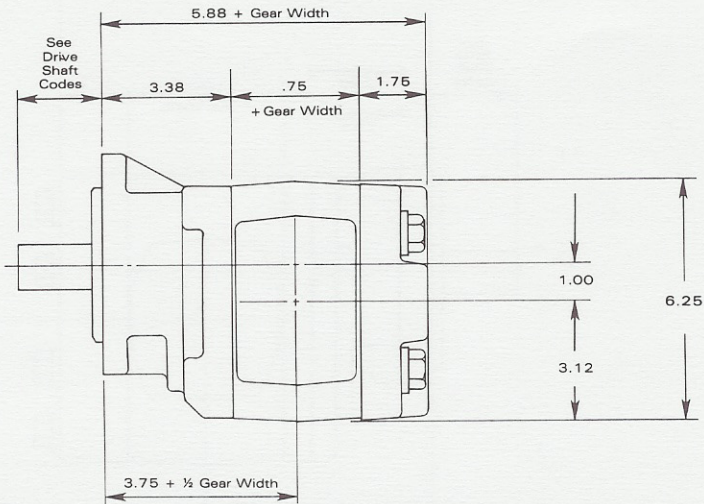 5.88 + Gear Width
See
Drive
Shaft
Codes
3.38
.75
1.75
+ Gear Width
1.00
6.25
3.12
3.75 + ½ Gear Width